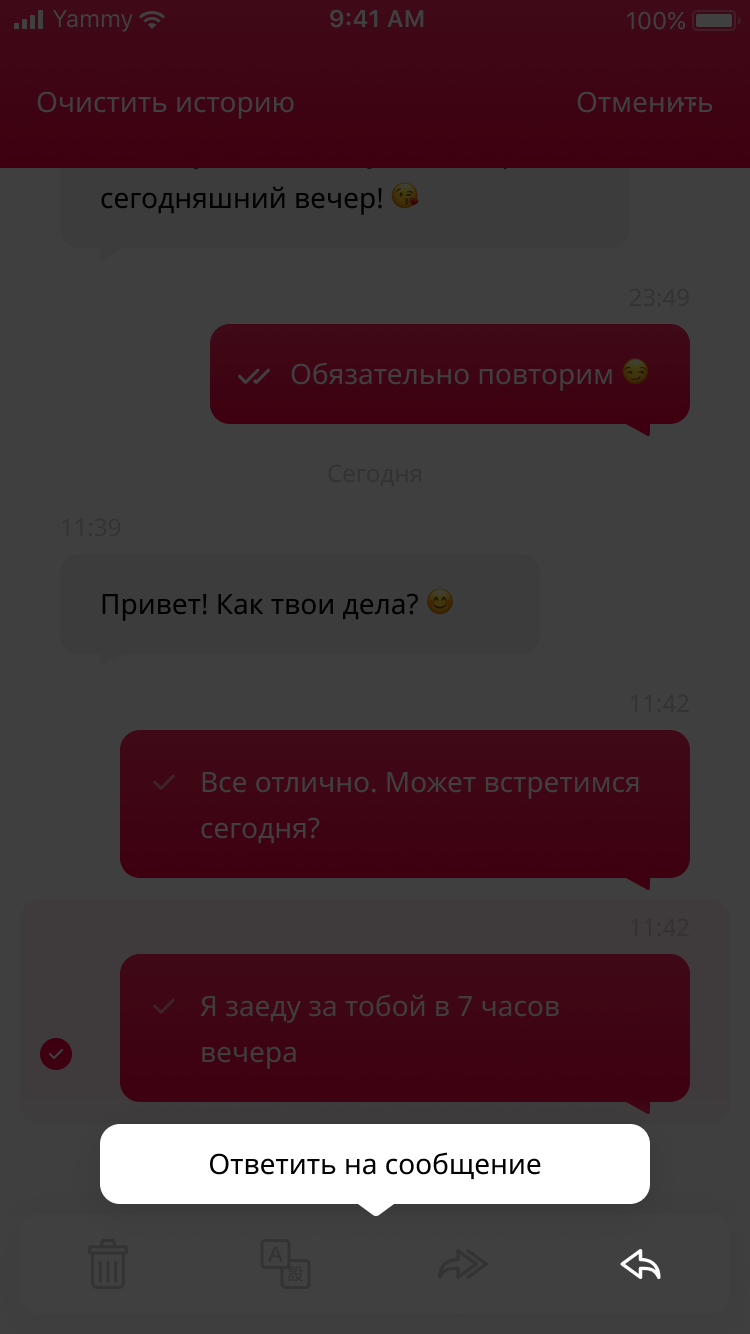 Yammy 9:41 AM 100%
Очистить историю Отменить
сегодняшний вечер! 😘
23:49
Обязательно повторим 😏
Сегодня
11:39
Привет! Как твои дела? 😊
11:42
Все отлично. Может встретимся
сегодня?
11:42
Я заеду за тобой в 7 часов
вечера
Ответить на сообщение
A
設